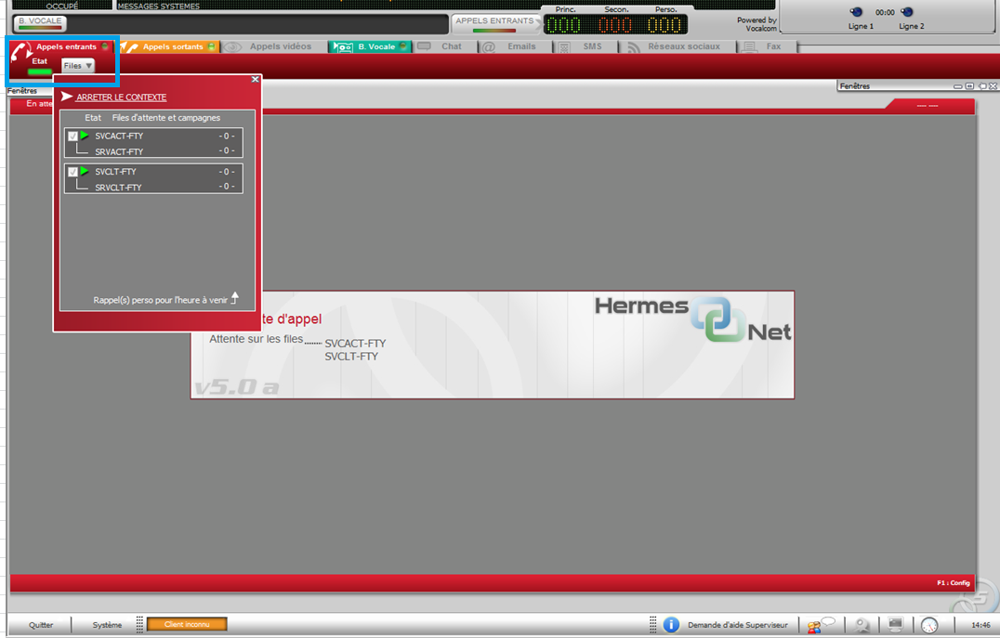 OCCUPÉ MESSAGES SYSTEMES
B. VOCALE APPELS ENTRANTS Princ. Secon. Perso. 00:00
000 000 000 Powered by Vocalcom Ligne 1 Ligne 2
Appels entrants Appels sortants Appels vidéos B. Vocale Chat Emails SMS Réseaux sociaux Fax
Etat Files
Fenêtres Fenêtres
En atte
ARRETER LE CONTEXTE
Etat Files d'attente et campagnes
SVCACT-FTY - 0 -
SRVACT-FTY - 0 -
SVCLT-FTY - 0 -
SRVCLT-FTY - 0 -
Rappel(s) perso pour l'heure à venir
te d'appel
Attente sur les files........ SVCACT-FTY
SVCLT-FTY
Hermes Net
v5.0 a
F1 : Config
Quitter Système Client inconnu Demande d'aide Superviseur 14:46